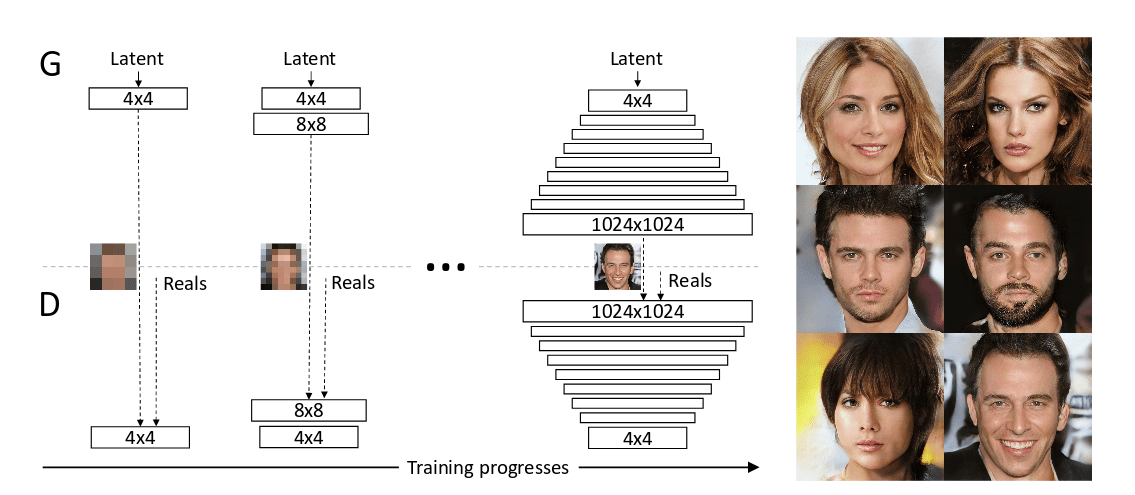 G
Latent
4x4
Latent
4x4
8x8
Latent
4x4
1024x1024
Reals
Reals
Reals
D
1024x1024
8x8
4x4
4x4
4x4
Training progresses